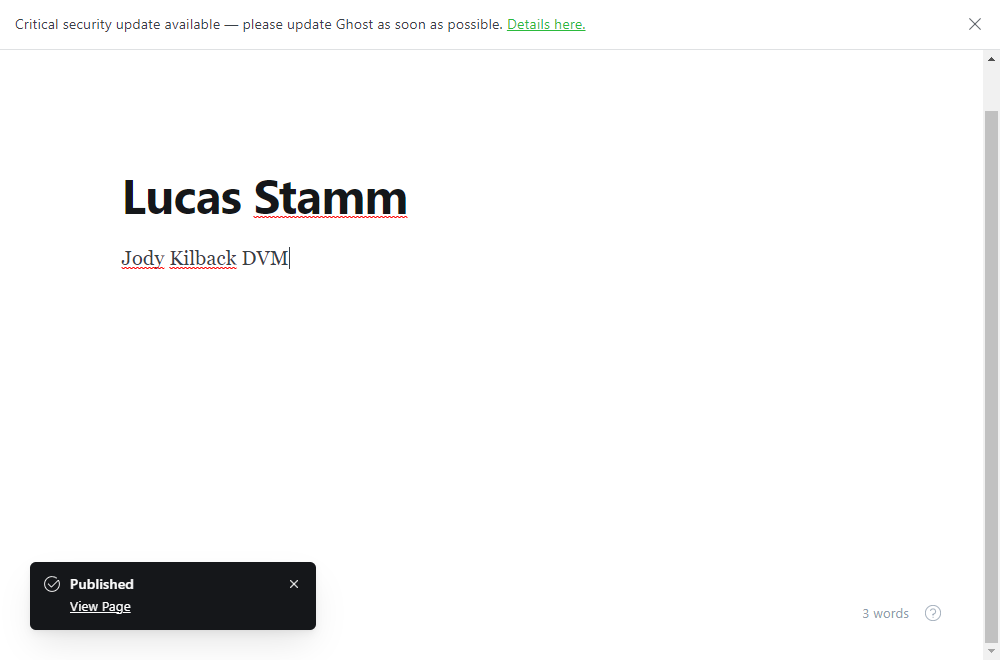 Critical security update available — please update Ghost as soon as possible. Details here.
Lucas Stamm
Jody Kilback DVM
Published
View Page
3 words
?